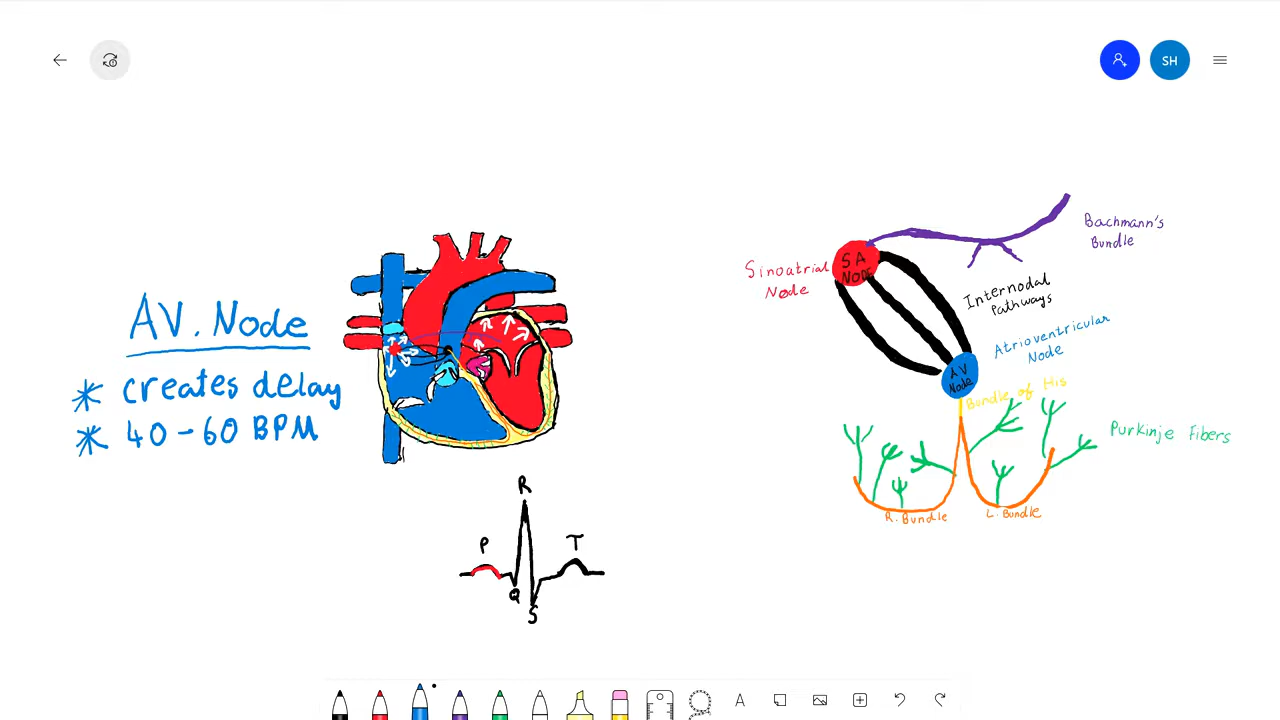 SH
AV. Node
* creates delay
* 40-60 BPM
R
P
T
Q
S
Bachmann's
Bundle
Sinoatrial
Node
SA
NODE
Internodal
Pathways
Atrioventricular
Node
AV
Node
Bundle of His
Purkinje Fibers
R. Bundle
L. Bundle
A